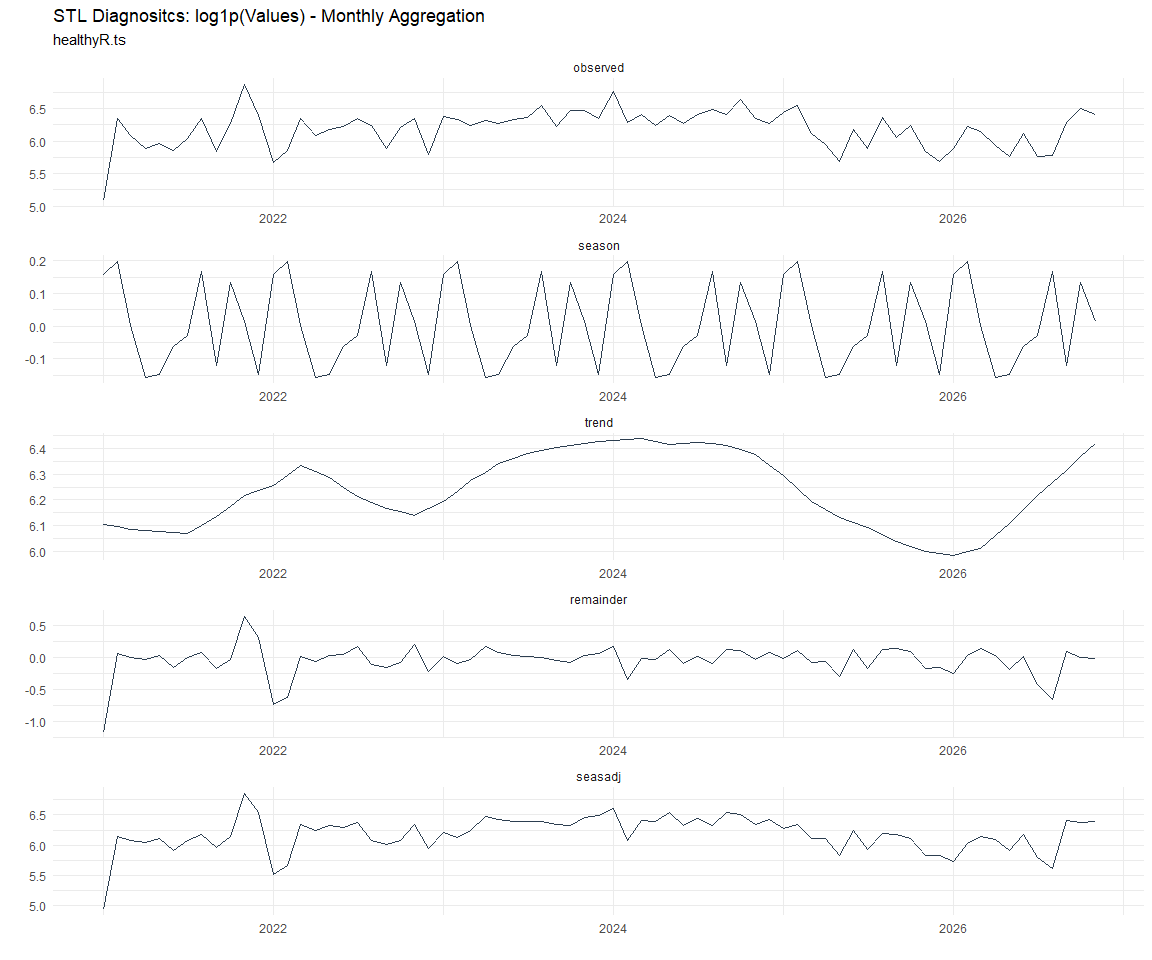 STL Diagnositcs: log1p(Values) - Monthly Aggregation
healthyR.ts
observed
6.5
6.0
5.5
5.0
2022 2024 2026
season
0.2
0.1
0.0
-0.1
2022 2024 2026
trend
6.4
6.3
6.2
6.1
6.0
2022 2024 2026
remainder
0.5
0.0
-0.5
-1.0
2022 2024 2026
seasadj
6.5
6.0
5.5
5.0
2022 2024 2026